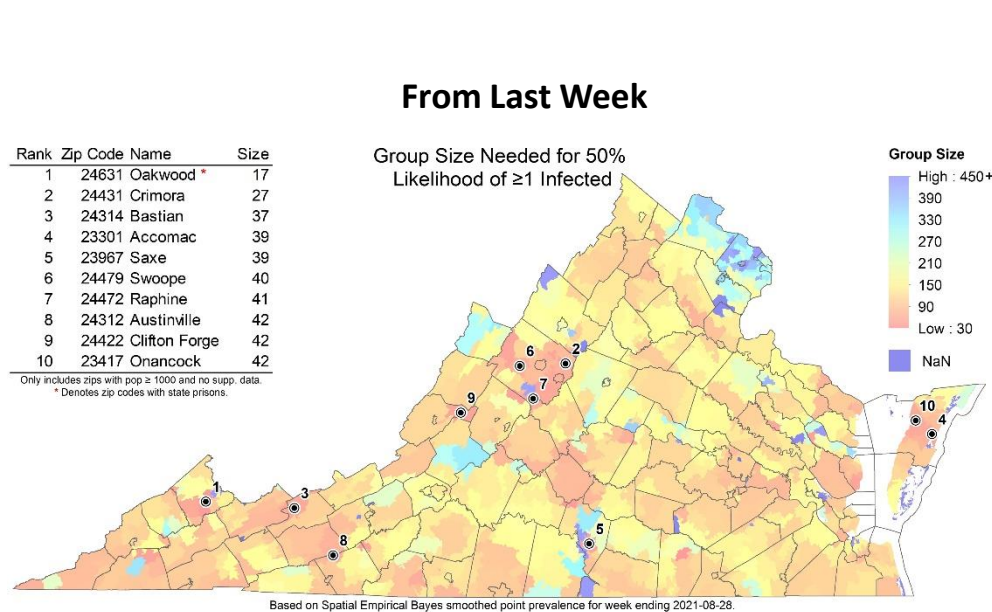 From Last Week
Rank Zip Code Name Size
1 24631 Oakwood * 17
2 24431 Crimora 27
3 24314 Bastian 37
4 23301 Accomac 39
5 23967 Saxe 39
6 24479 Swoope 40
7 24472 Raphine 41
8 24312 Austinville 42
9 24422 Clifton Forge 42
10 23417 Onancock 42
Only includes zips with pop ≥ 1000 and no supp. data.
* Denotes zip codes with state prisons.
Group Size Needed for 50%
Likelihood of ≥1 Infected
Group Size
High : 450+
390
330
270
210
150
90
Low : 30
NaN
6
2
7
9
10
4
1
3
5
8
Based on Spatial Empirical Bayes smoothed point prevalence for week ending 2021-08-28.